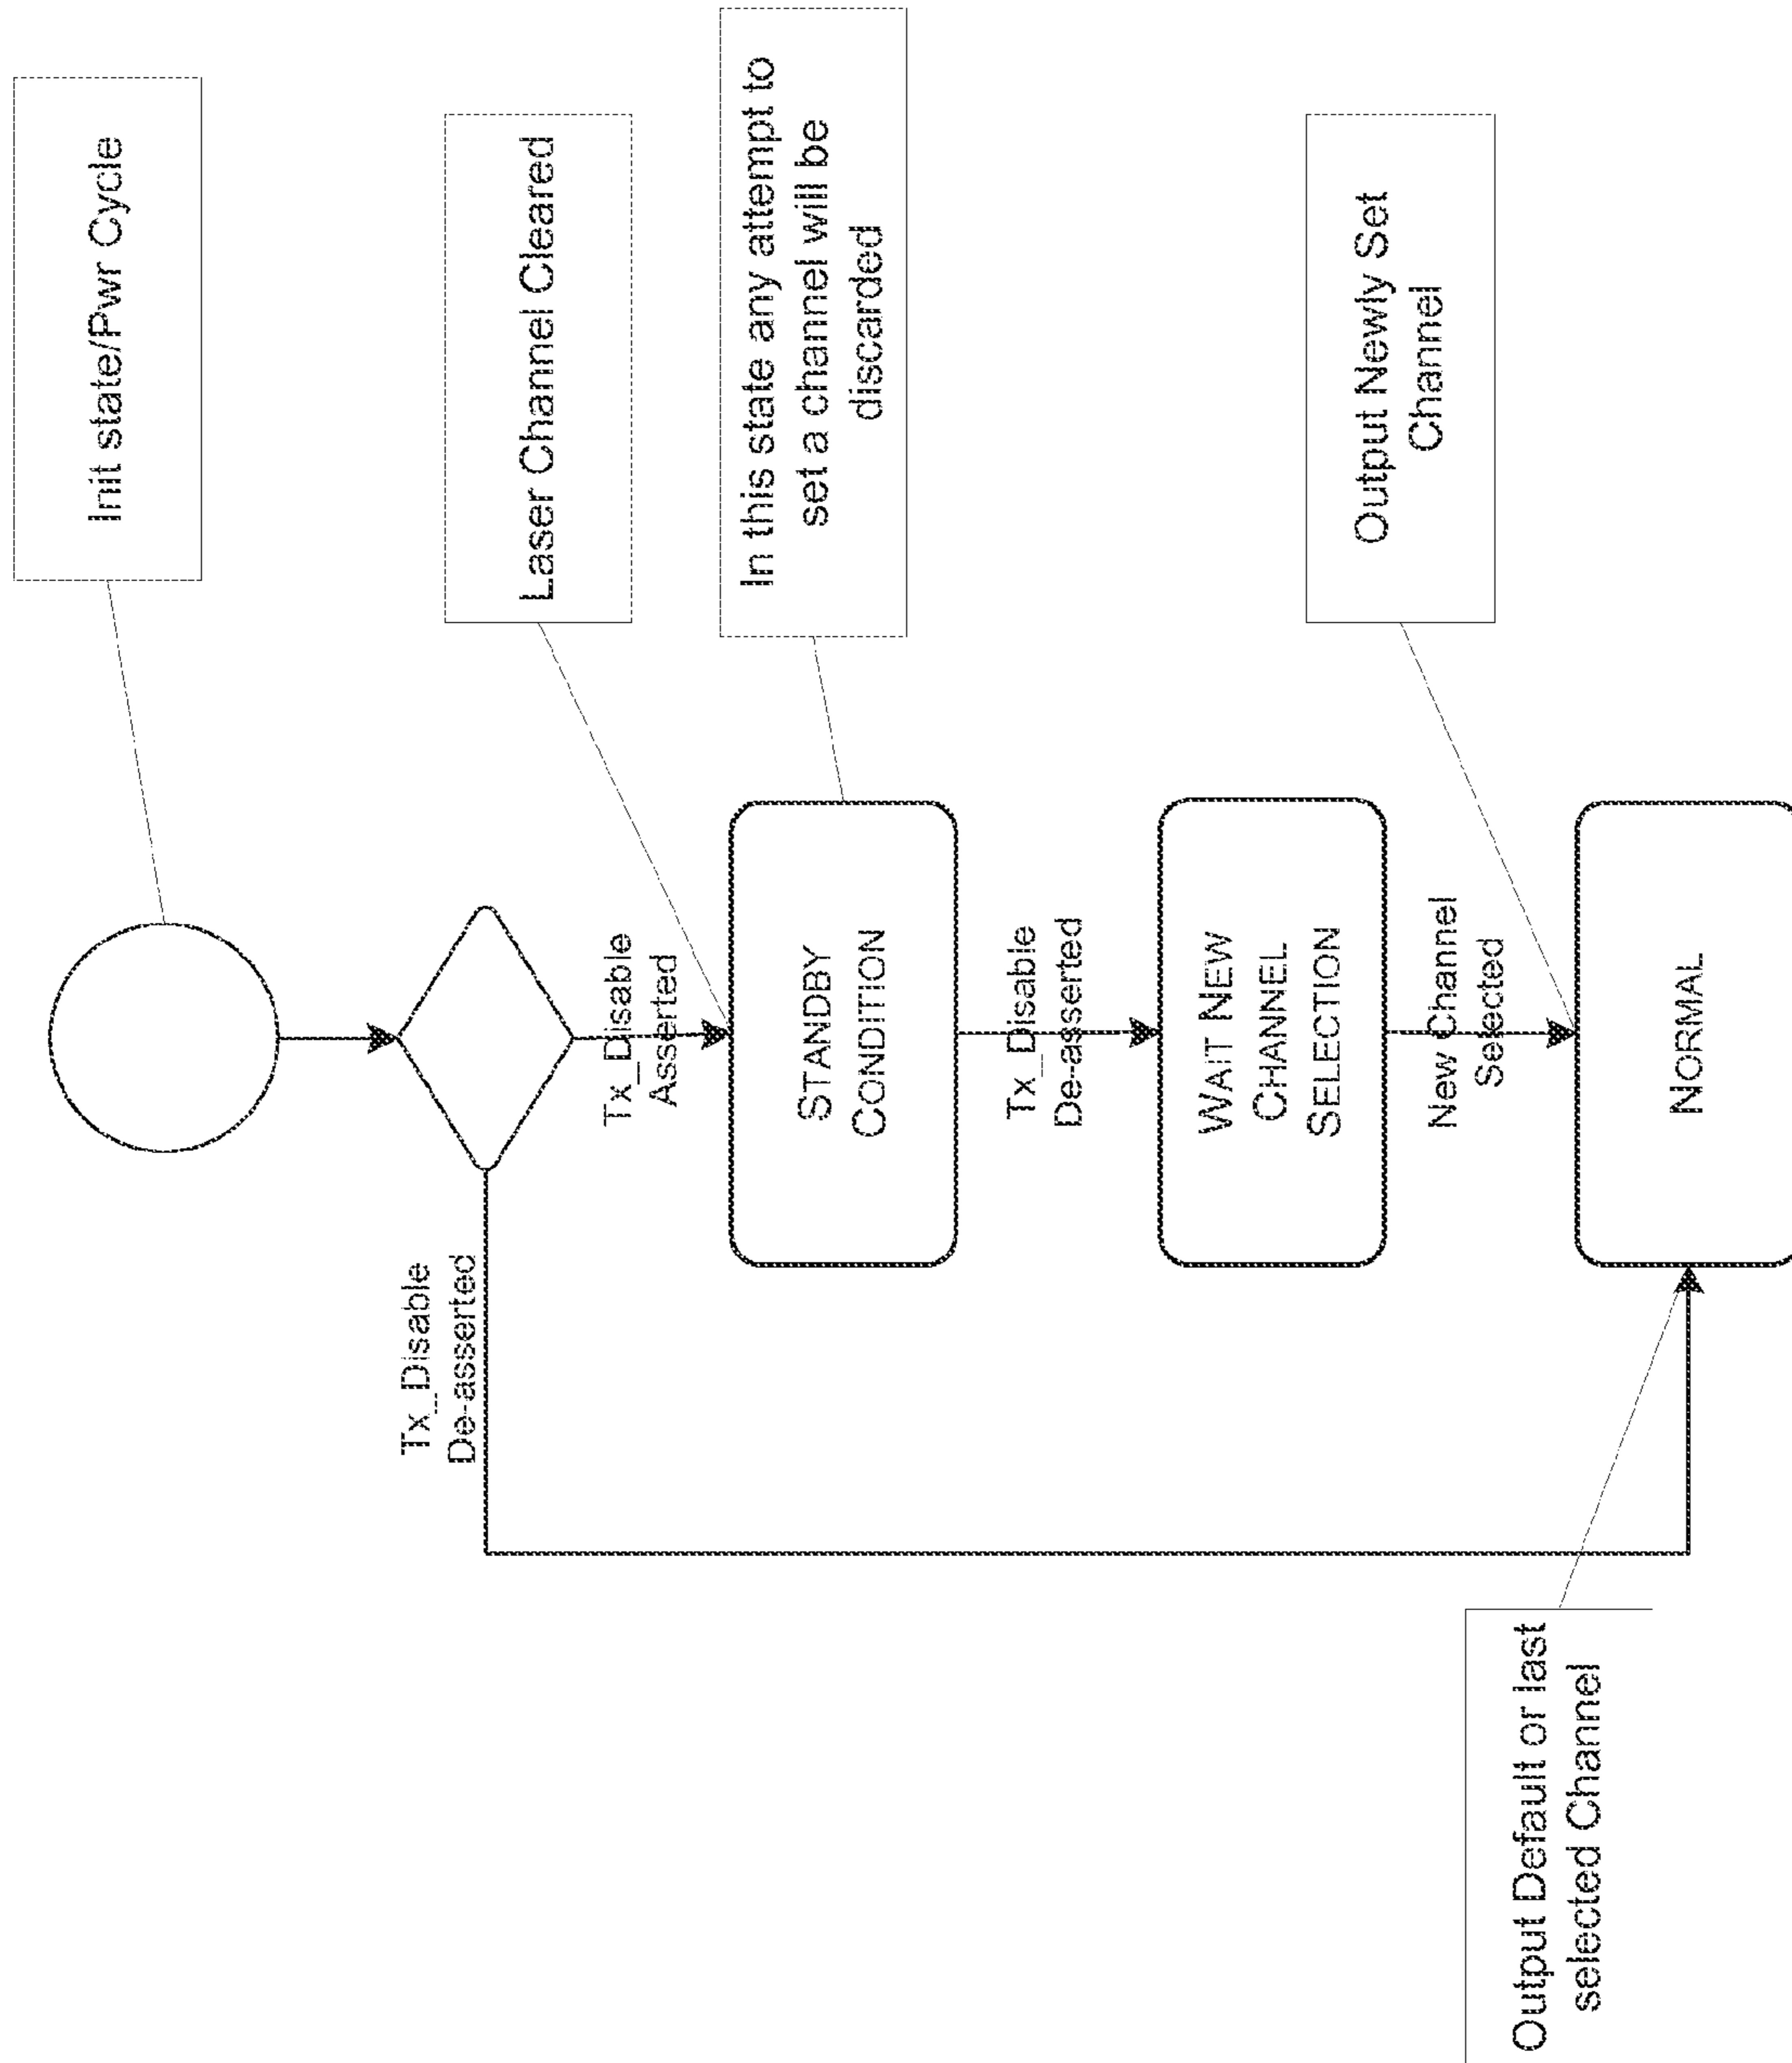 Init state/Pwr Cycle
Tx_Disable
De-asserted
Tx_Disable
Asserted
Laser Channel Cleared
STANDBY
CONDITION
In this state any attempt to
set a channel will be
discarded
Tx_Disable
De-asserted
WAIT NEW
CHANNEL
SELECTION
New Channel
Selected
Output Newly Set
Channel
NORMAL
Output Default or last
selected Channel